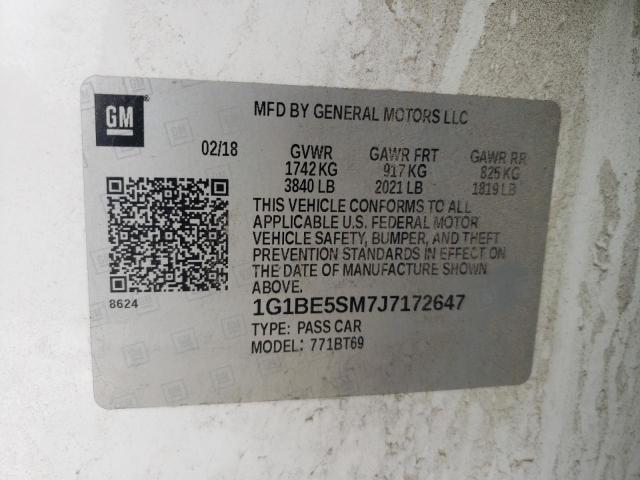 GM®
MFD BY GENERAL MOTORS LLC
02/18 GVWR GAWR FRT GAWR RR
1742 KG 917 KG 825 KG
3840 LB 2021 LB 1819 LB
THIS VEHICLE CONFORMS TO ALL
APPLICABLE U.S. FEDERAL MOTOR
VEHICLE SAFETY, BUMPER, AND THEFT
PREVENTION STANDARDS IN EFFECT ON
THE DATE OF MANUFACTURE SHOWN
ABOVE.
8624
1G1BE5SM7J7172647
TYPE: PASS CAR
MODEL: 771BT69